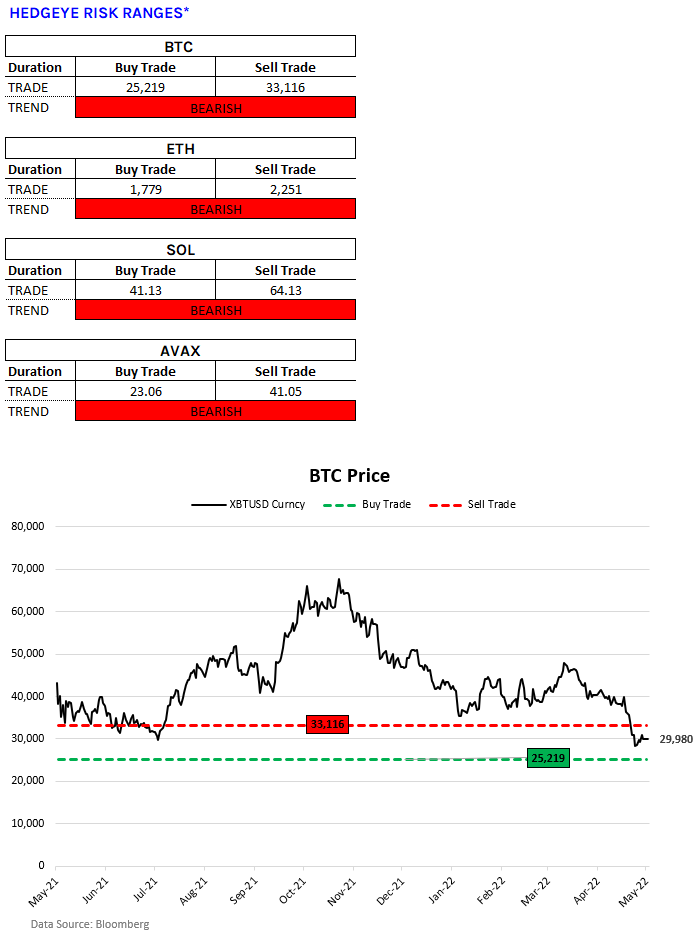 HEDGEYE RISK RANGES*
BTC
Duration Buy Trade Sell Trade
TRADE 25,219 33,116
TREND BEARISH
ETH
Duration Buy Trade Sell Trade
TRADE 1,779 2,251
TREND BEARISH
SOL
Duration Buy Trade Sell Trade
TRADE 41.13 64.13
TREND BEARISH
AVAX
Duration Buy Trade Sell Trade
TRADE 23.06 41.05
TREND BEARISH
BTC Price
XBTUSD Curncy Buy Trade Sell Trade
80,000
70,000
60,000
50,000
40,000
33,116
30,000
29,980
25,219
20,000
10,000
0
May-21 Jun-21 Jul-21 Aug-21 Sep-21 Oct-21 Nov-21 Dec-21 Jan-22 Feb-22 Mar-22 Apr-22 May-22
Data Source: Bloomberg